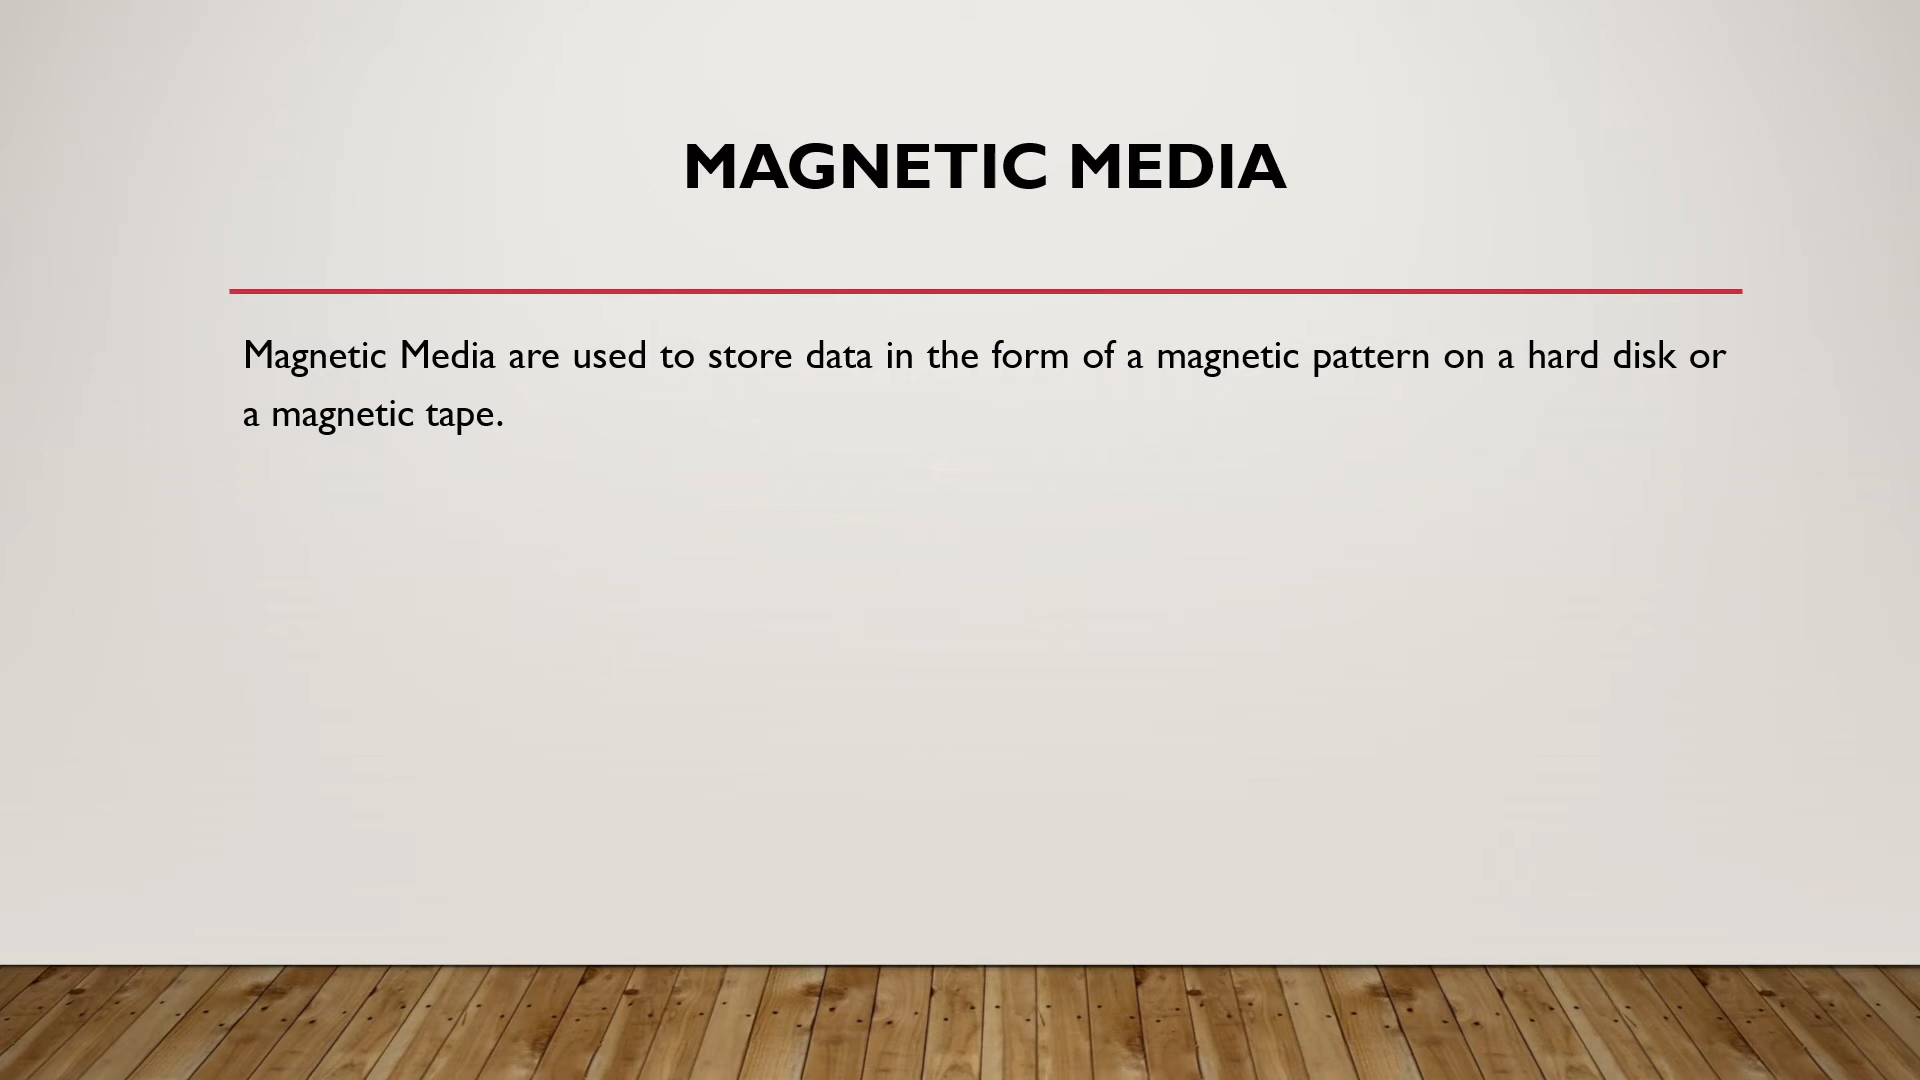 MAGNETIC MEDIA
Magnetic Media are used to store data in the form of a magnetic pattern on a hard disk or
a magnetic tape.